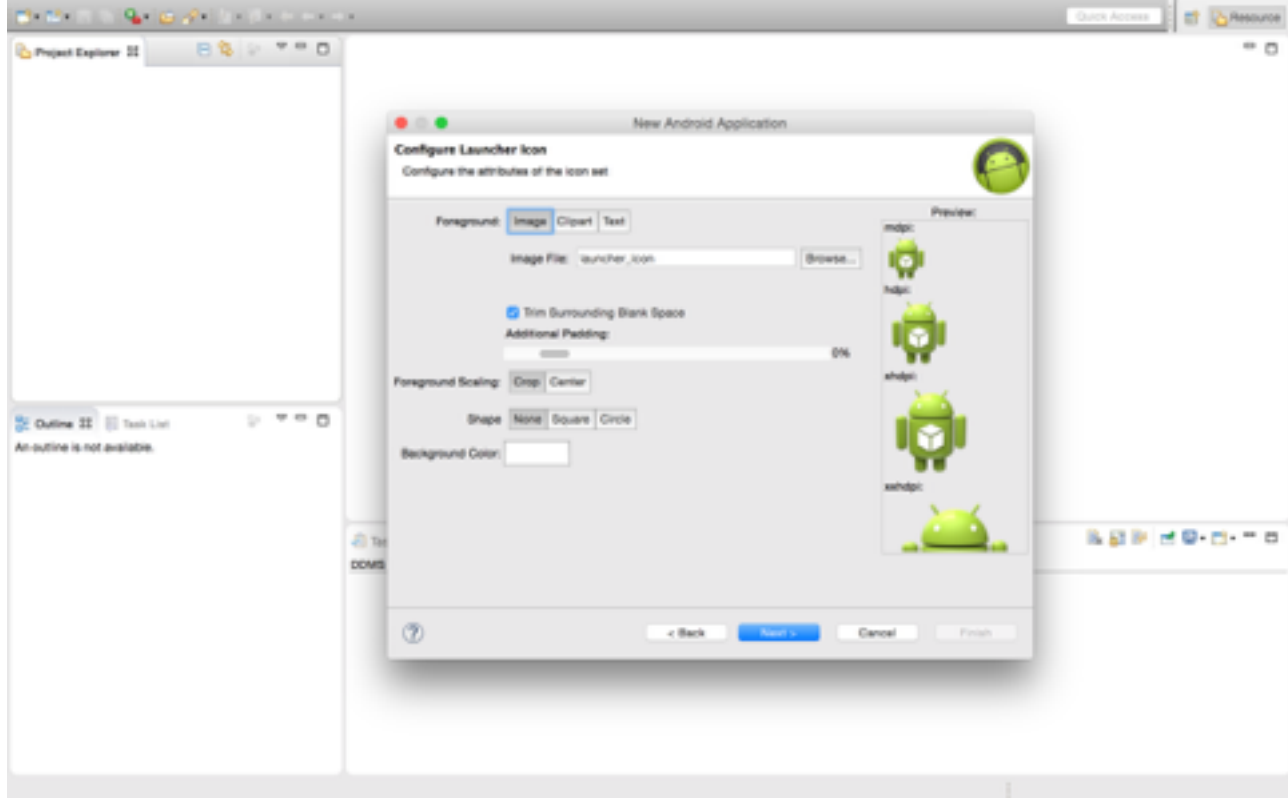 Quick Access
Resource
Project Explorer
New Android Application
Configure Launcher Icon
Configure the attributes of the icon set
Foreground: Image Clipart Text
Preview:
mdpi:
Image File: launcher_icon Browse...
hdpi:
Trim Surrounding Blank Space
Additional Padding:
0%
xhdpi:
Foreground Scaling: Crop Center
Shape None Square Circle
Background Color:
xxhdpi:
Outline Task List
An outline is not available.
DDMS
? < Back Next > Cancel Finish